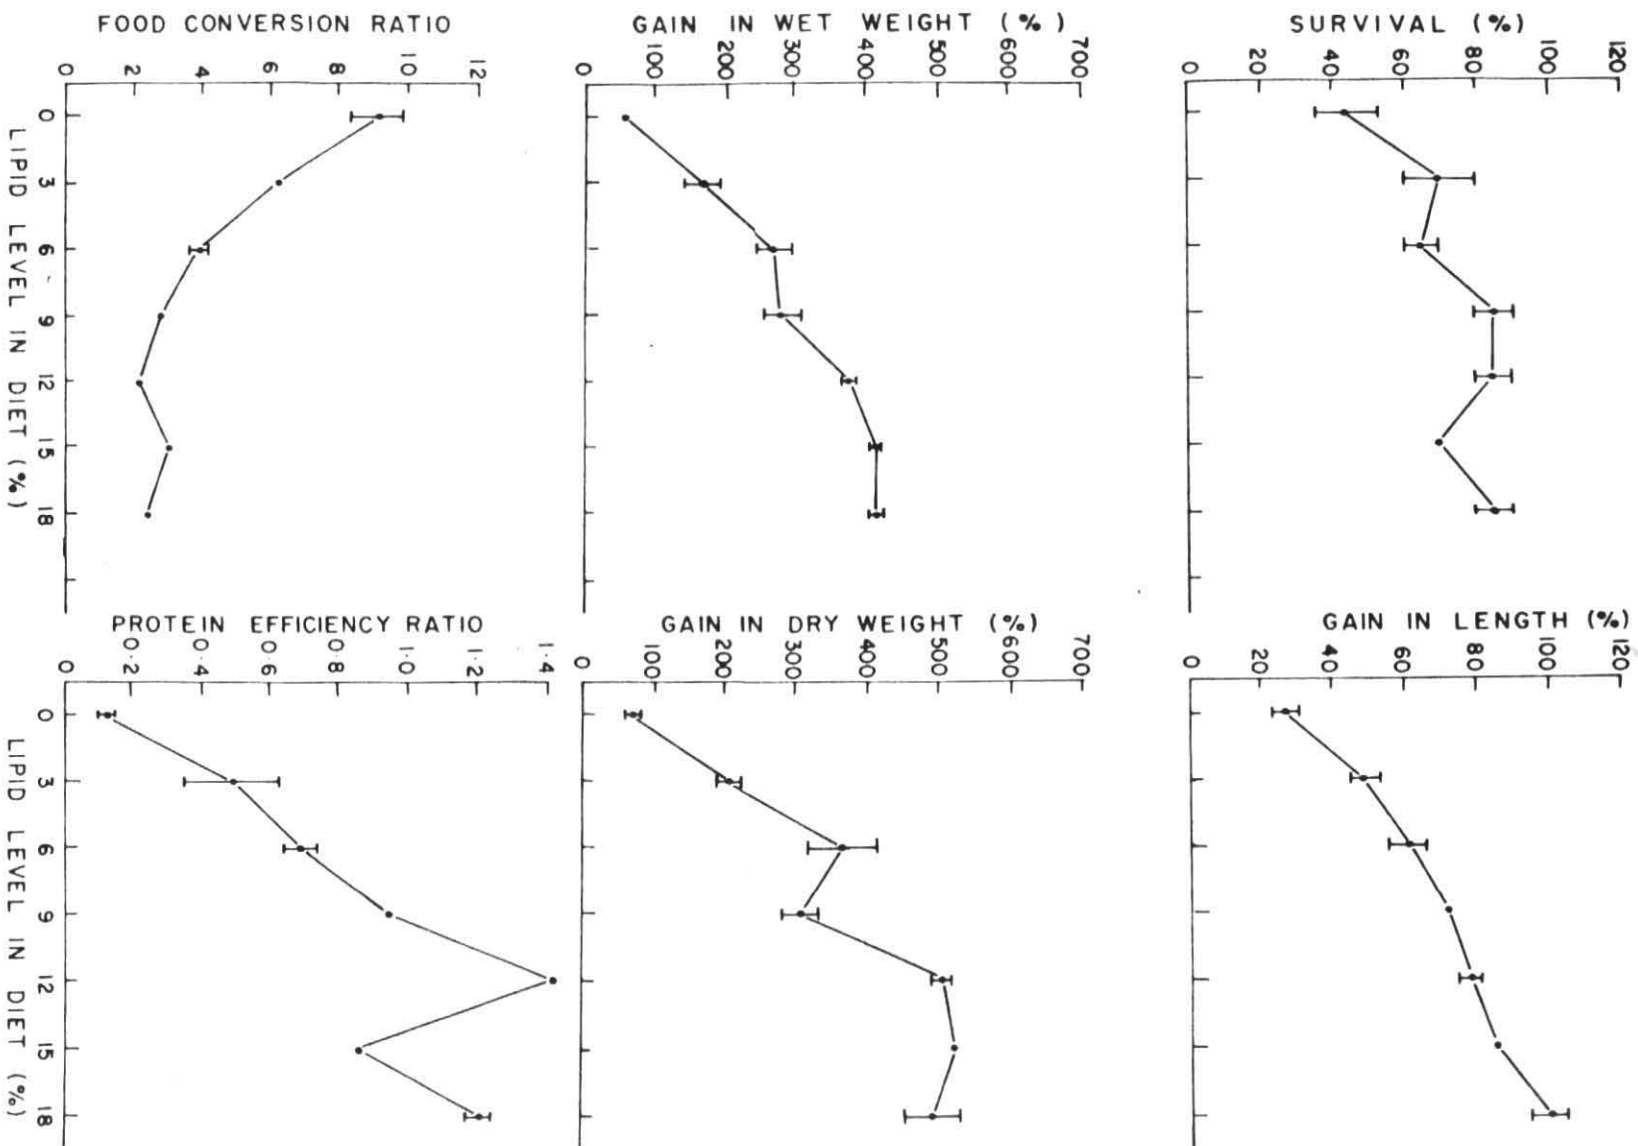 FOOD CONVERSION RATIO
0 2 4 6 8 10 12
0 3 6 9 12 15 18
LIPID LEVEL IN DIET (%)
GAIN IN WET WEIGHT (%)
0 100 200 300 400 500 600 700
SURVIVAL (%)
0 20 40 60 80 100 120
PROTEIN EFFICIENCY RATIO
0 0·2 0·4 0·6 0·8 1·0 1·2 1·4
0 3 6 9 12 15 18
LIPID LEVEL IN DIET (%)
GAIN IN DRY WEIGHT (%)
0 100 200 300 400 500 600 700
GAIN IN LENGTH (%)
0 20 40 60 80 100 120